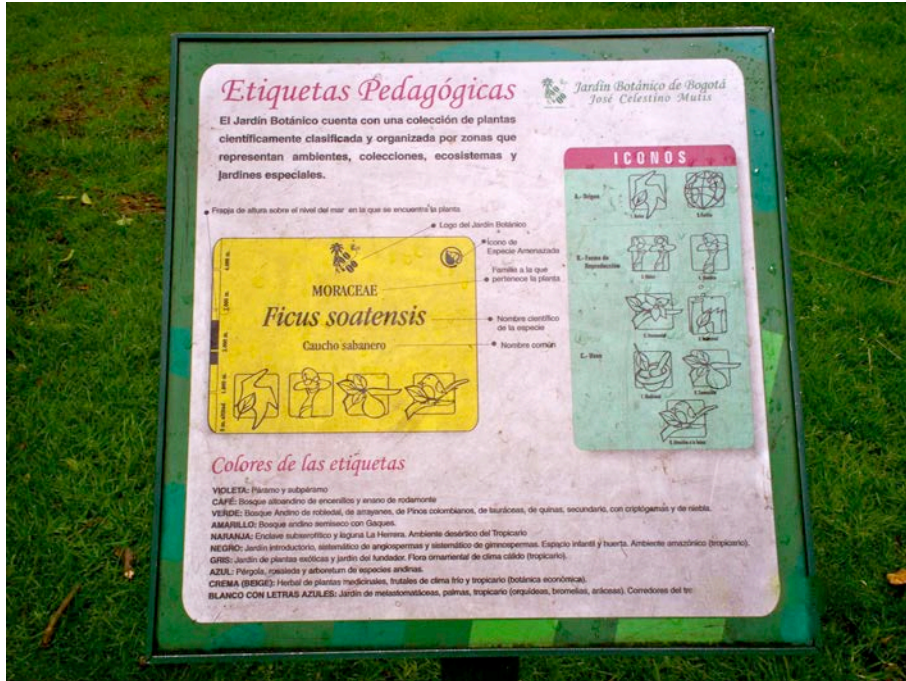 Etiquetas Pedagógicas
Jardín Botánico de Bogotá
José Celestino Mutis
El Jardín Botánico cuenta con una colección de plantas
científicamente clasificada y organizada por zonas que
representan ambientes, colecciones, ecosistemas y
jardines especiales.
Franja de altura sobre el nivel del mar en la que se encuentra la planta
Logo del Jardín Botánico
Icono de
Especie Amenazada
Familia a la que
pertenece la planta
Nombre científico
de la especie
Nombre común
MORACEAE
Ficus soatensis
Caucho sabanero
ICONOS
A.- Origen
B.- Forma de
Reproducción
C.- Usos
Colores de las etiquetas
VIOLETA: Páramo y subpáramo
CAFÉ: Bosque altoandino de encenillos y enano de rodamonte
VERDE: Bosque Andino de robledal, de arrayanes, de Pinos colombianos, de lauráceas, de quinas, secundario, con criptógamas y de niebla.
AMARILLO: Bosque andino semiseco con Gaques.
NARANJA: Enclave subxerofítico y laguna La Herrera. Ambiente desértico del Tropicario
NEGRO: Jardín introductorio, sistemático de angiospermas y sistemático de gimnospermas. Espacio infantil y huerta. Ambiente amazónico (tropicario).
GRIS: Jardín de plantas exóticas y jardín del fundador. Flora ornamental de clima cálido (tropicario).
AZUL: Pérgola, rosaleda y arboretum de especies andinas.
CREMA (BEIGE): Herbal de plantas medicinales, frutales de clima frío y tropicario (botánica económica).
BLANCO CON LETRAS AZULES: Jardín de melastomatáceas, palmas, tropicario (orquídeas, bromelias, aráceas). Corredores del